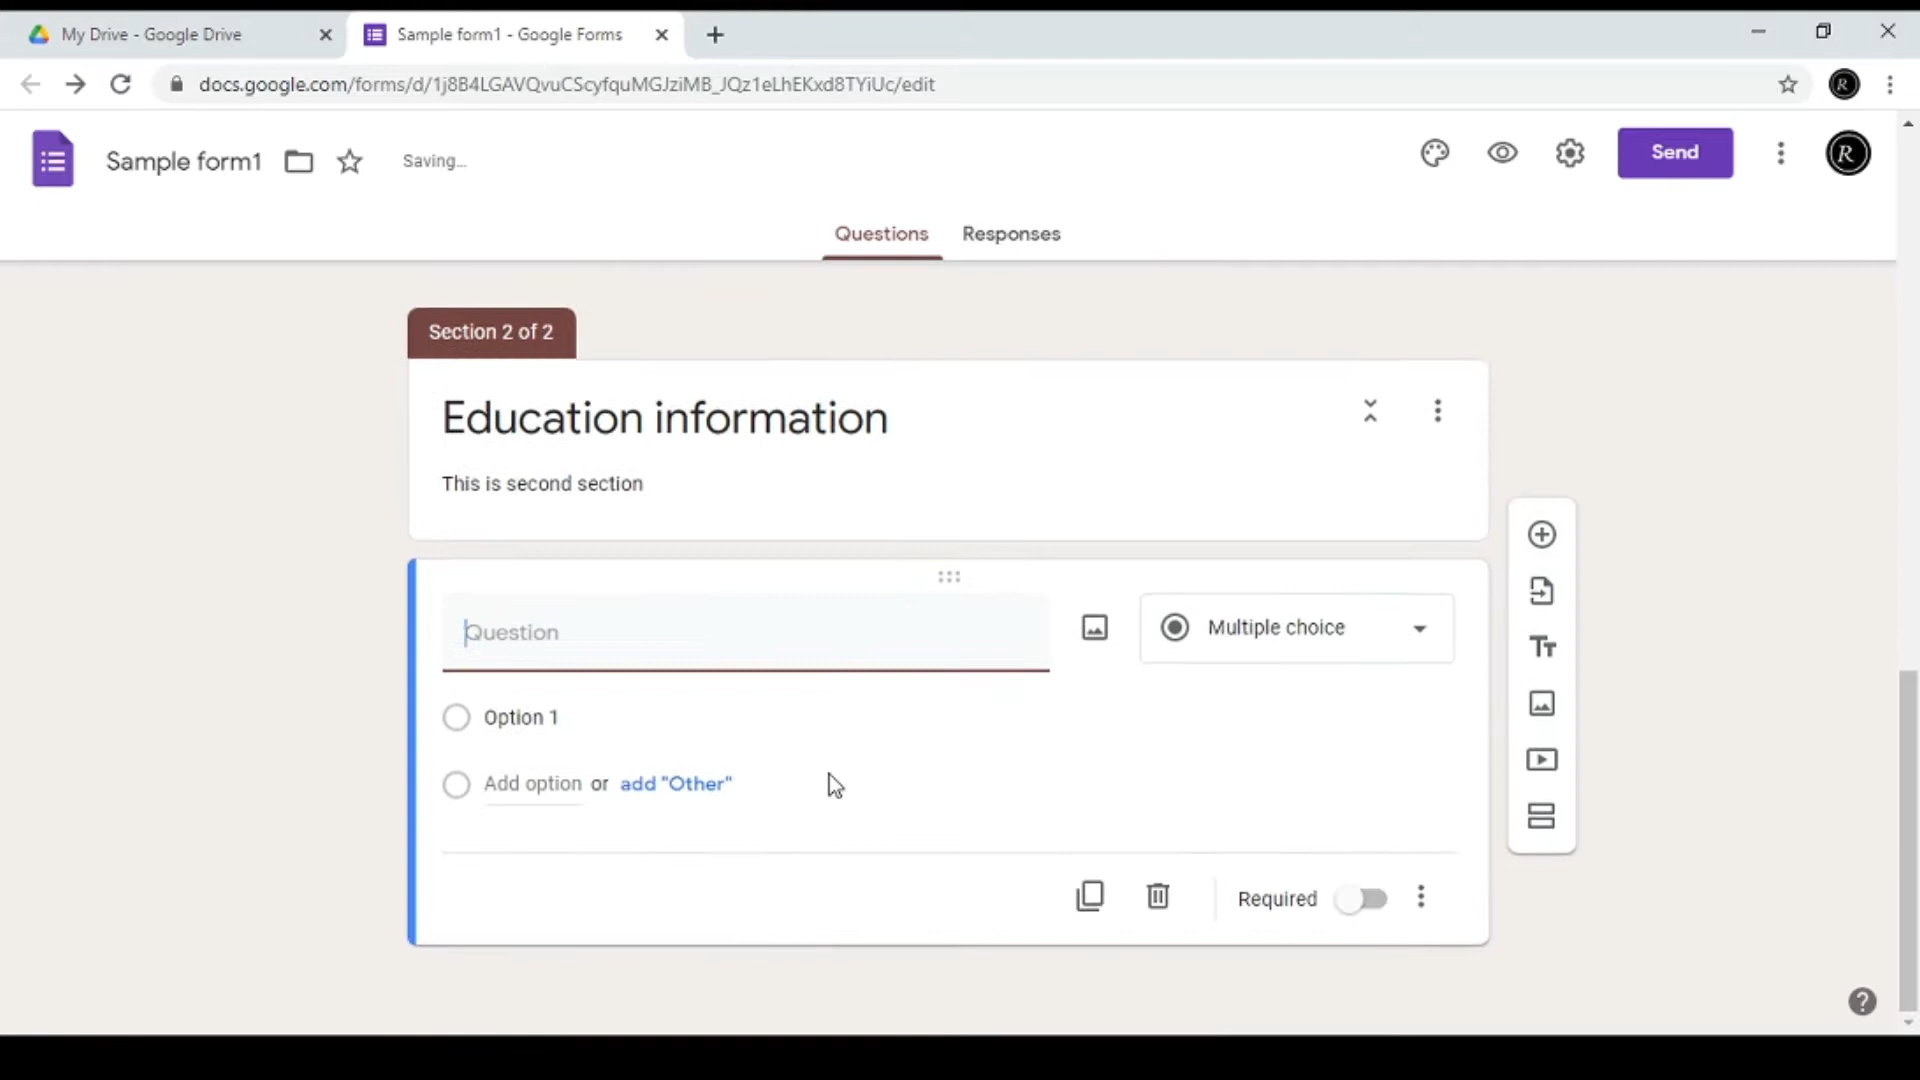 My Drive - Google Drive
Sample form1 - Google Forms
docs.google.com/forms/d/1j8B4LGAVQvuCScyfquMGJziMB_JQz1eLhEKxd8TYiUc/edit
R
Sample form1
Saving...
Send
R
Questions
Responses
Section 2 of 2
Education information
This is second section
Question
Multiple choice
Option 1
Add option or add "Other"
Required